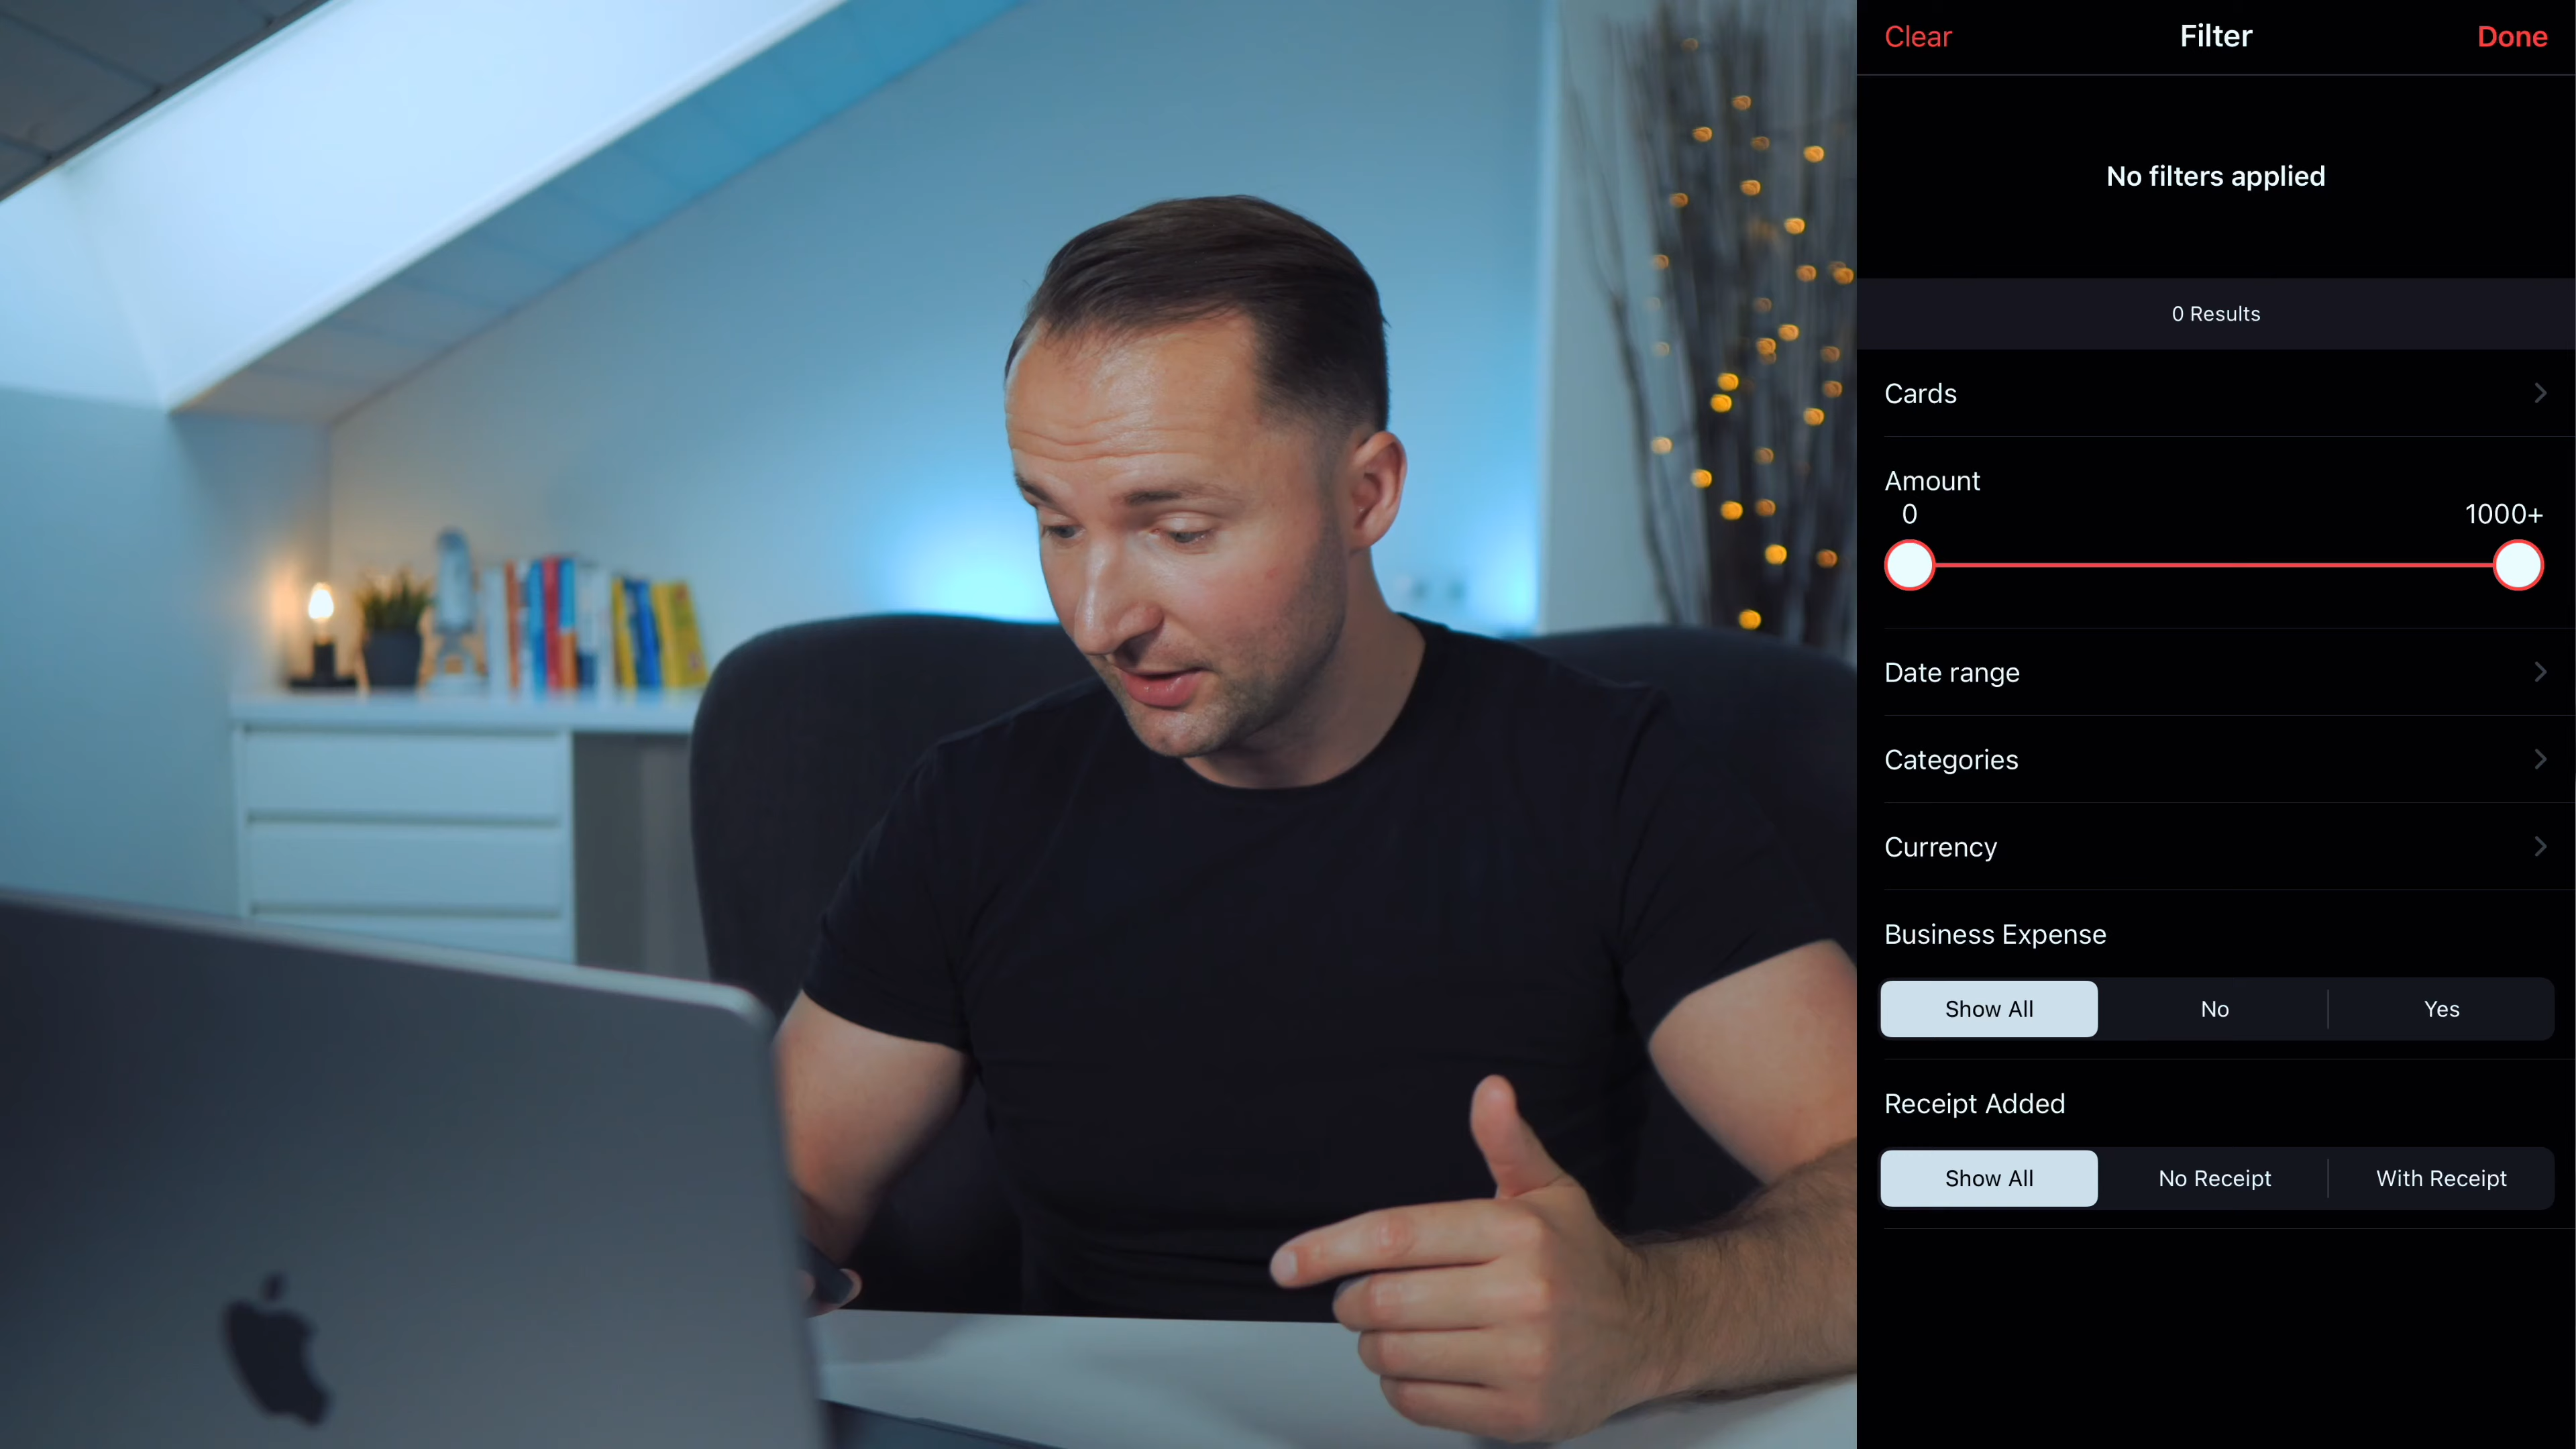 Clear Filter Done
No filters applied
0 Results
Cards
Amount
0 1000+
Date range
Categories
Currency
Business Expense
Show All No Yes
Receipt Added
Show All No Receipt With Receipt